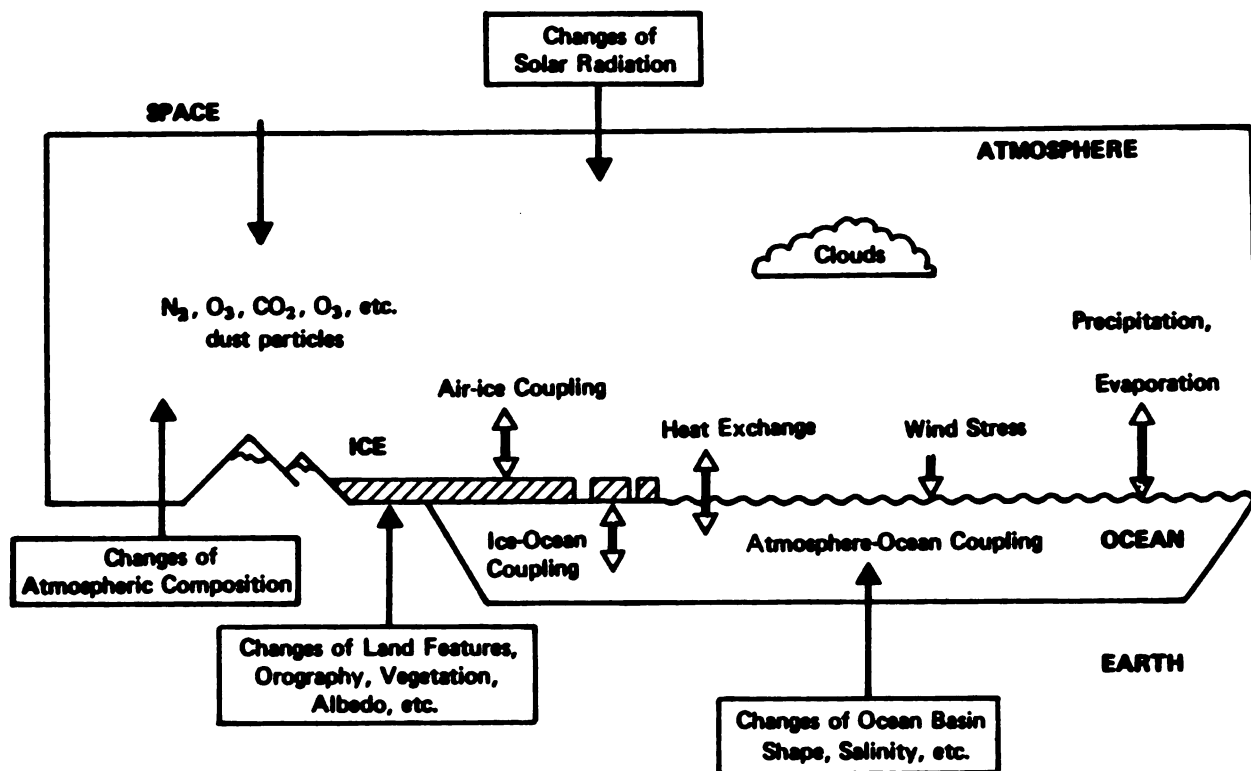 Changes of
Solar Radiation
SPACE
ATMOSPHERE
Clouds
N₂, O₃, CO₂, O₃, etc.
dust particles
Precipitation,
Evaporation
Air-ice Coupling
ICE
Heat Exchange
Wind Stress
Changes of
Atmospheric Composition
Ice-Ocean
Coupling
Atmosphere-Ocean Coupling
OCEAN
Changes of Land Features,
Orography, Vegetation,
Albedo, etc.
EARTH
Changes of Ocean Basin
Shape, Salinity, etc.